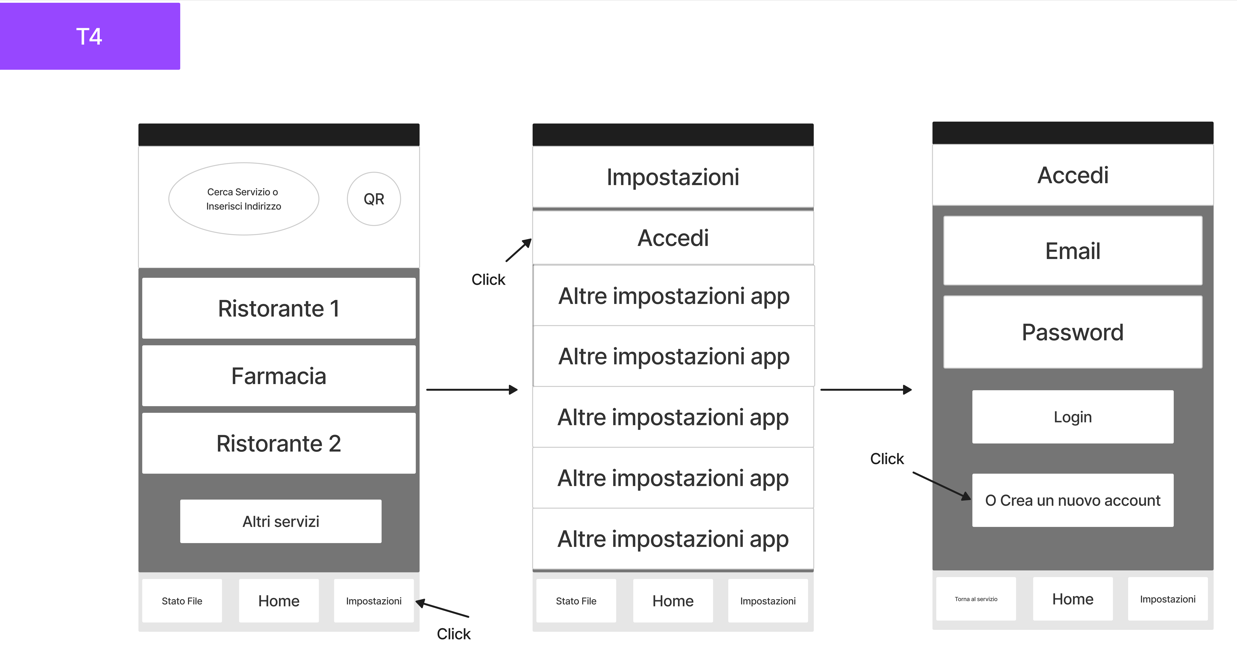 T4
Cerca Servizio o
Inserisci Indirizzo
QR
Ristorante 1
Farmacia
Ristorante 2
Altri servizi
Stato File
Home
Impostazioni
Click
Impostazioni
Accedi
Click
Altre impostazioni app
Altre impostazioni app
Altre impostazioni app
Altre impostazioni app
Altre impostazioni app
Stato File
Home
Impostazioni
Accedi
Email
Password
Login
Click
O Crea un nuovo account
Torna al servizio
Home
Impostazioni